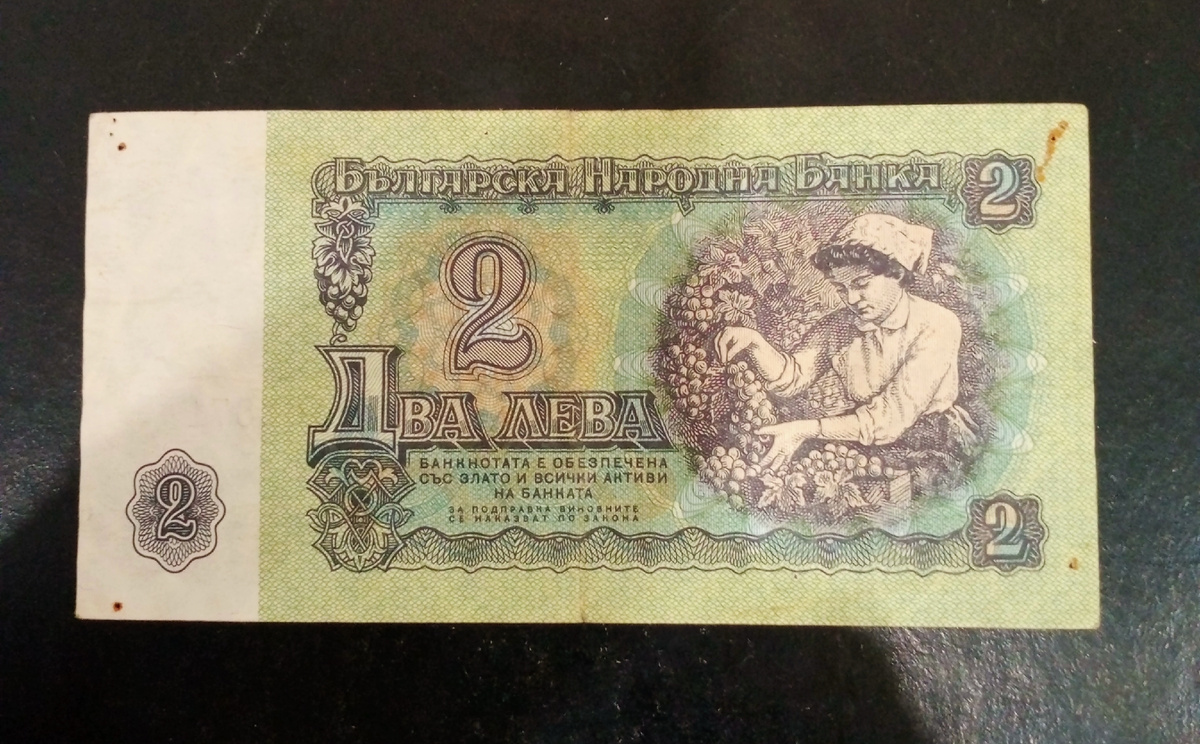 Българска Народна Банка
2
2
Два лева
БАНКНОТАТА Е ОБЕЗПЕЧЕНА
СЪС ЗЛАТО И ВСИЧКИ АКТИВИ
НА БАНКАТА
ЗА ПОДПРАВКА ВИНОВНИТЕ
СЕ НАКАЗВАТ ПО ЗАКОНА
2
2